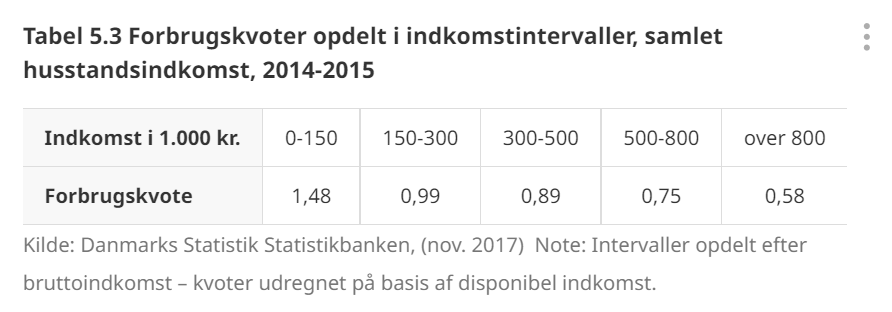 Tabel 5.3 Forbrugskvoter opdelt i indkomstintervaller, samlet
husstandsindkomst, 2014-2015
Indkomst i 1.000 kr. 0-150 150-300 300-500 500-800 over 800
Forbrugskvote 1,48 0,99 0,89 0,75 0,58
Kilde: Danmarks Statistik Statistikbanken, (nov. 2017) Note: Intervaller opdelt efter
bruttoindkomst – kvoter udregnet på basis af disponibel indkomst.